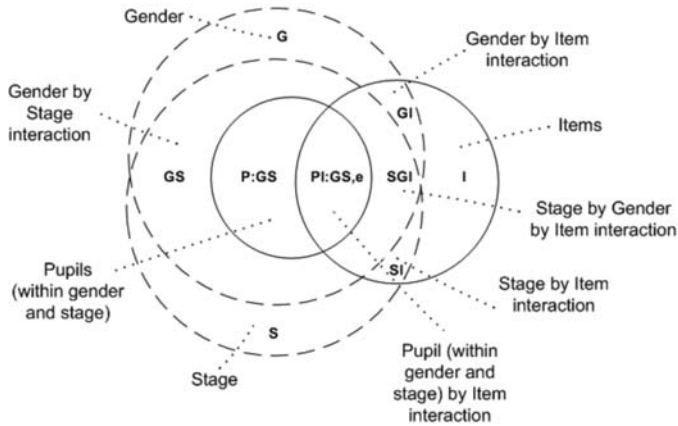 Gender
G
Gender by Item
interaction
Gender by
Stage
interaction
GI
Items
GS
P:GS
PI:GS,e
SGI
I
Stage by Gender
by Item interaction
Pupils
(within gender
and stage)
SI
Stage by Item
interaction
S
Stage
Pupil (within
gender and
stage) by Item
interaction